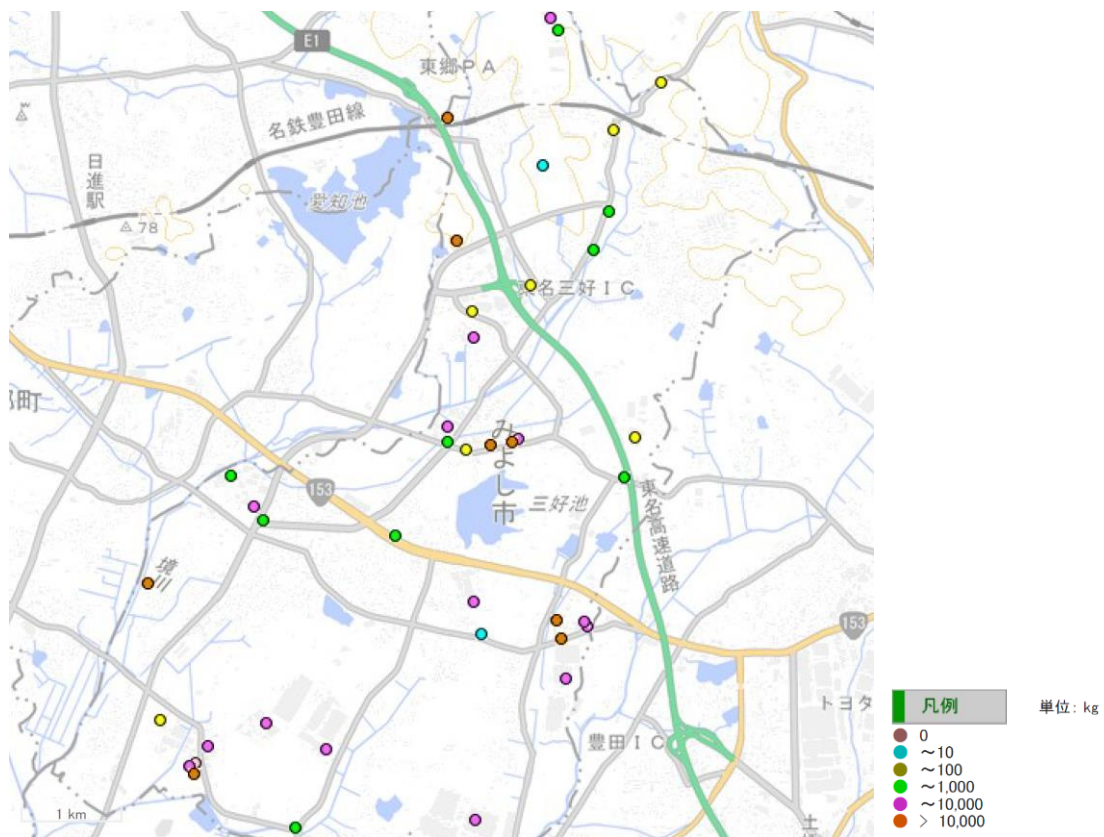 E1
東郷PA
名鉄豊田線
日進駅
愛知池
78
東名三好IC
郷町
みよし市
153
三好池
東名高速道路
境川
153
トヨタ
豊田IC
1 km
凡例
単位: kg
0
~10
~100
~1,000
~10,000
> 10,000